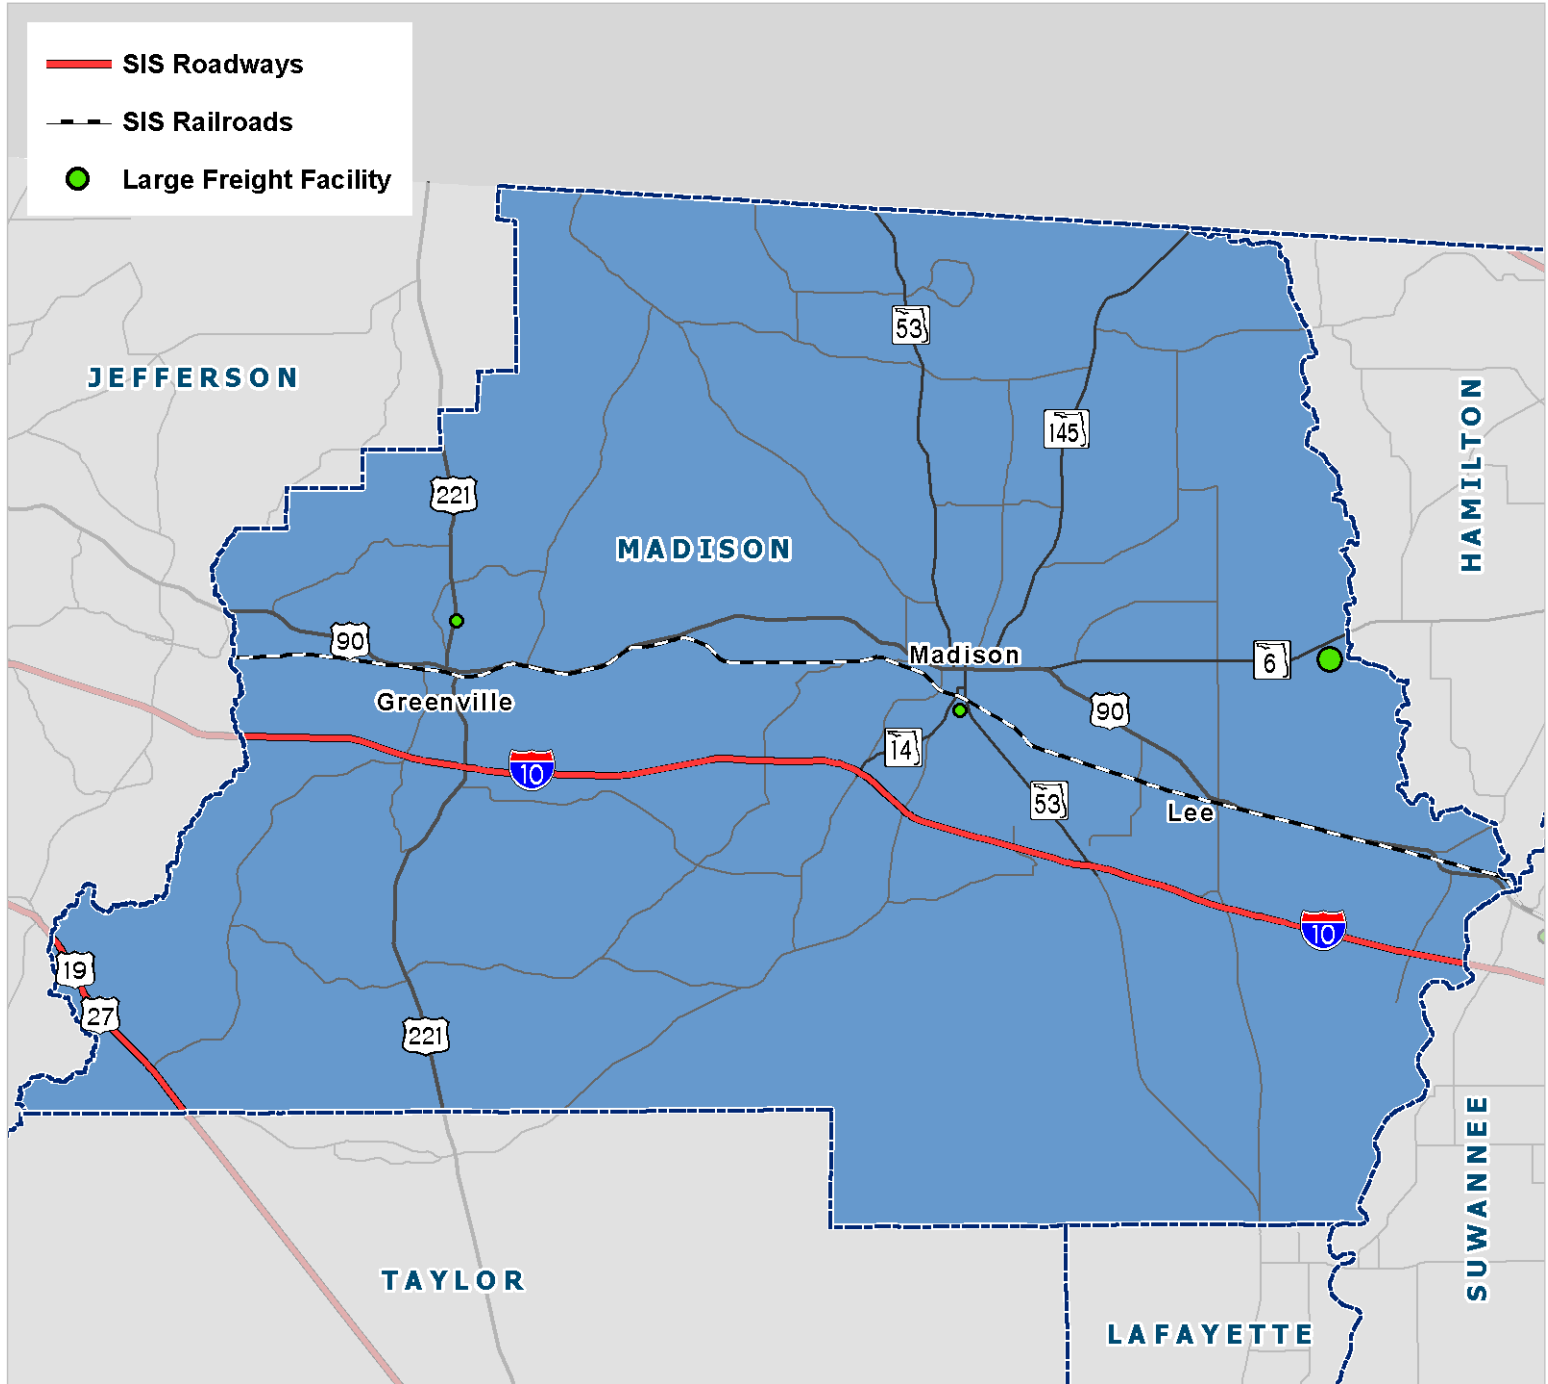 SIS Roadways
SIS Railroads
Large Freight Facility
53
JEFFERSON
HAMILTON
145
221
MADISON
90
Madison
6
Greenville
90
14
10
53
Lee
10
19
27
221
SUWANNEE
TAYLOR
LAFAYETTE